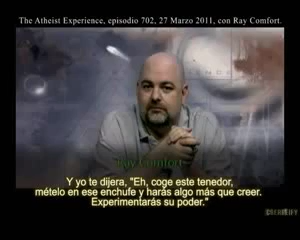 The Atheist Experience, episodio 702, 27 Marzo 2011, con Ray Comfort.
Ray Comfort
Y yo te dijera, "Eh, coge este tenedor,
mételo en ese enchufe y harás algo más que creer.
Experimentarás su poder."